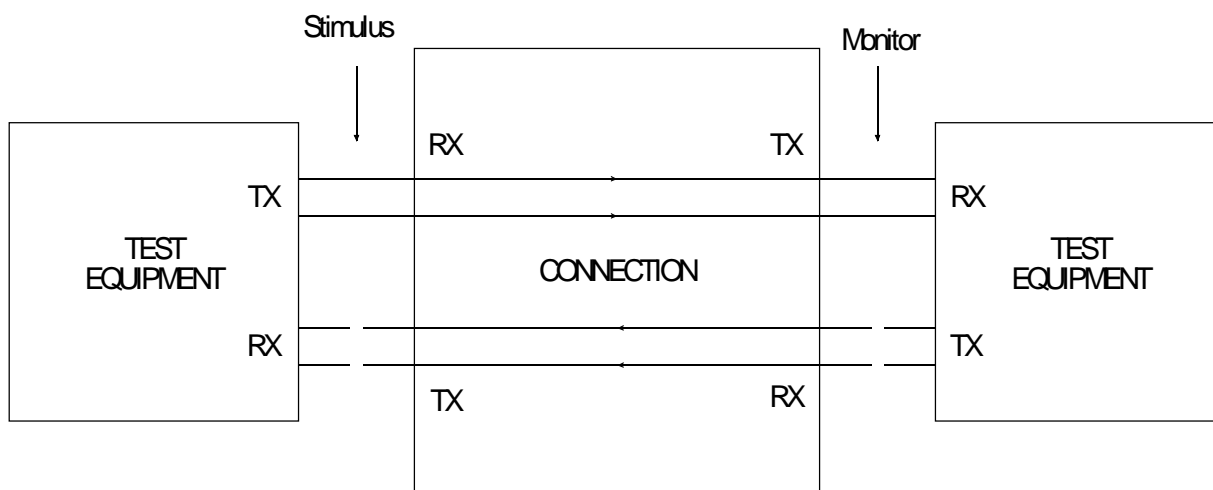 Stimulus
Monitor
RX
TX
TX
RX
TEST
EQUIPMENT
CONNECTION
TEST
EQUIPMENT
RX
TX
TX
RX